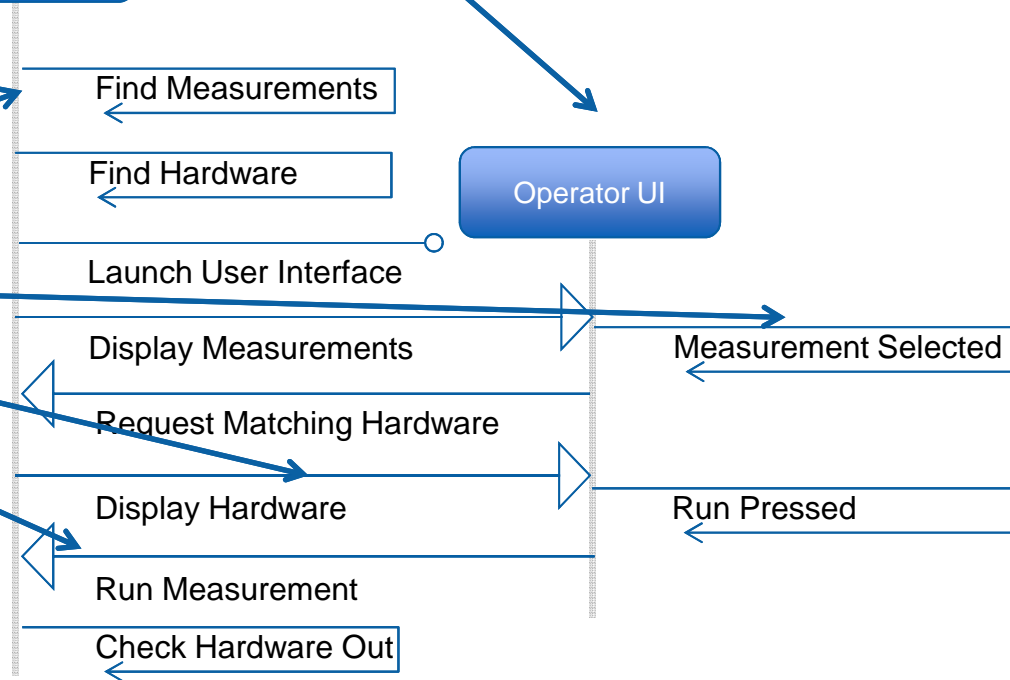 Find Measurements
Find Hardware
Operator UI
Launch User Interface
Display Measurements
Measurement Selected
Request Matching Hardware
Display Hardware
Run Pressed
Run Measurement
Check Hardware Out